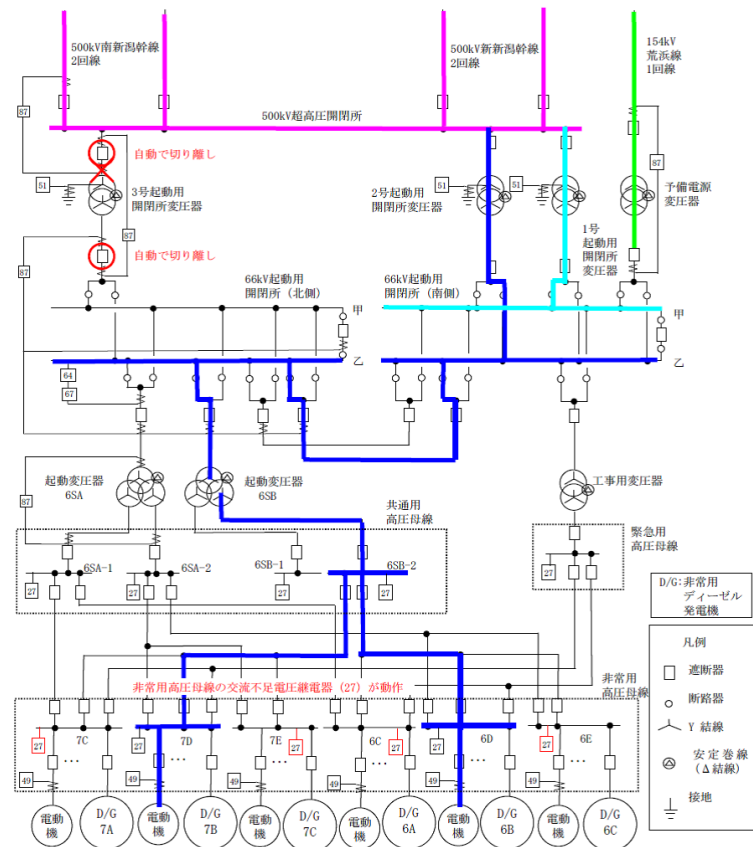 500kV南新潟幹線
2回線
500kV新新潟幹線
2回線
154kV
荒浜線
1回線
500kV超高圧開閉所
87
自動で切り離し
87
51
3号起動用
開閉所変圧器
51
2号起動用
開閉所変圧器
51
予備電源
変圧器
1号
起動用
開閉所
変圧器
87
自動で切り離し
87
66kV起動用
開閉所(北側)
66kV起動用
開閉所(南側)
甲
甲
乙
乙
64
67
起動変圧器
6SA
起動変圧器
6SB
工事用変圧器
87
共通用
高圧母線
緊急用
高圧母線
6SA-1
6SA-2
6SB-1
6SB-2
27
27
27
27
27
D/G:非常用
ディーゼル
発電機
凡例
遮断器
断路器
Y 結線
安定巻線
(Δ結線)
接地
非常用高圧母線の交流不足電圧継電器(27)が動作
非常用
高圧母線
7C
7D
7E
6C
6D
6E
27
27
27
27
27
27
…
…
…
…
…
…
49
49
49
49
49
49
電動機
D/G
7A
電動機
D/G
7B
電動機
D/G
7C
電動機
D/G
6A
電動機
D/G
6B
電動機
D/G
6C